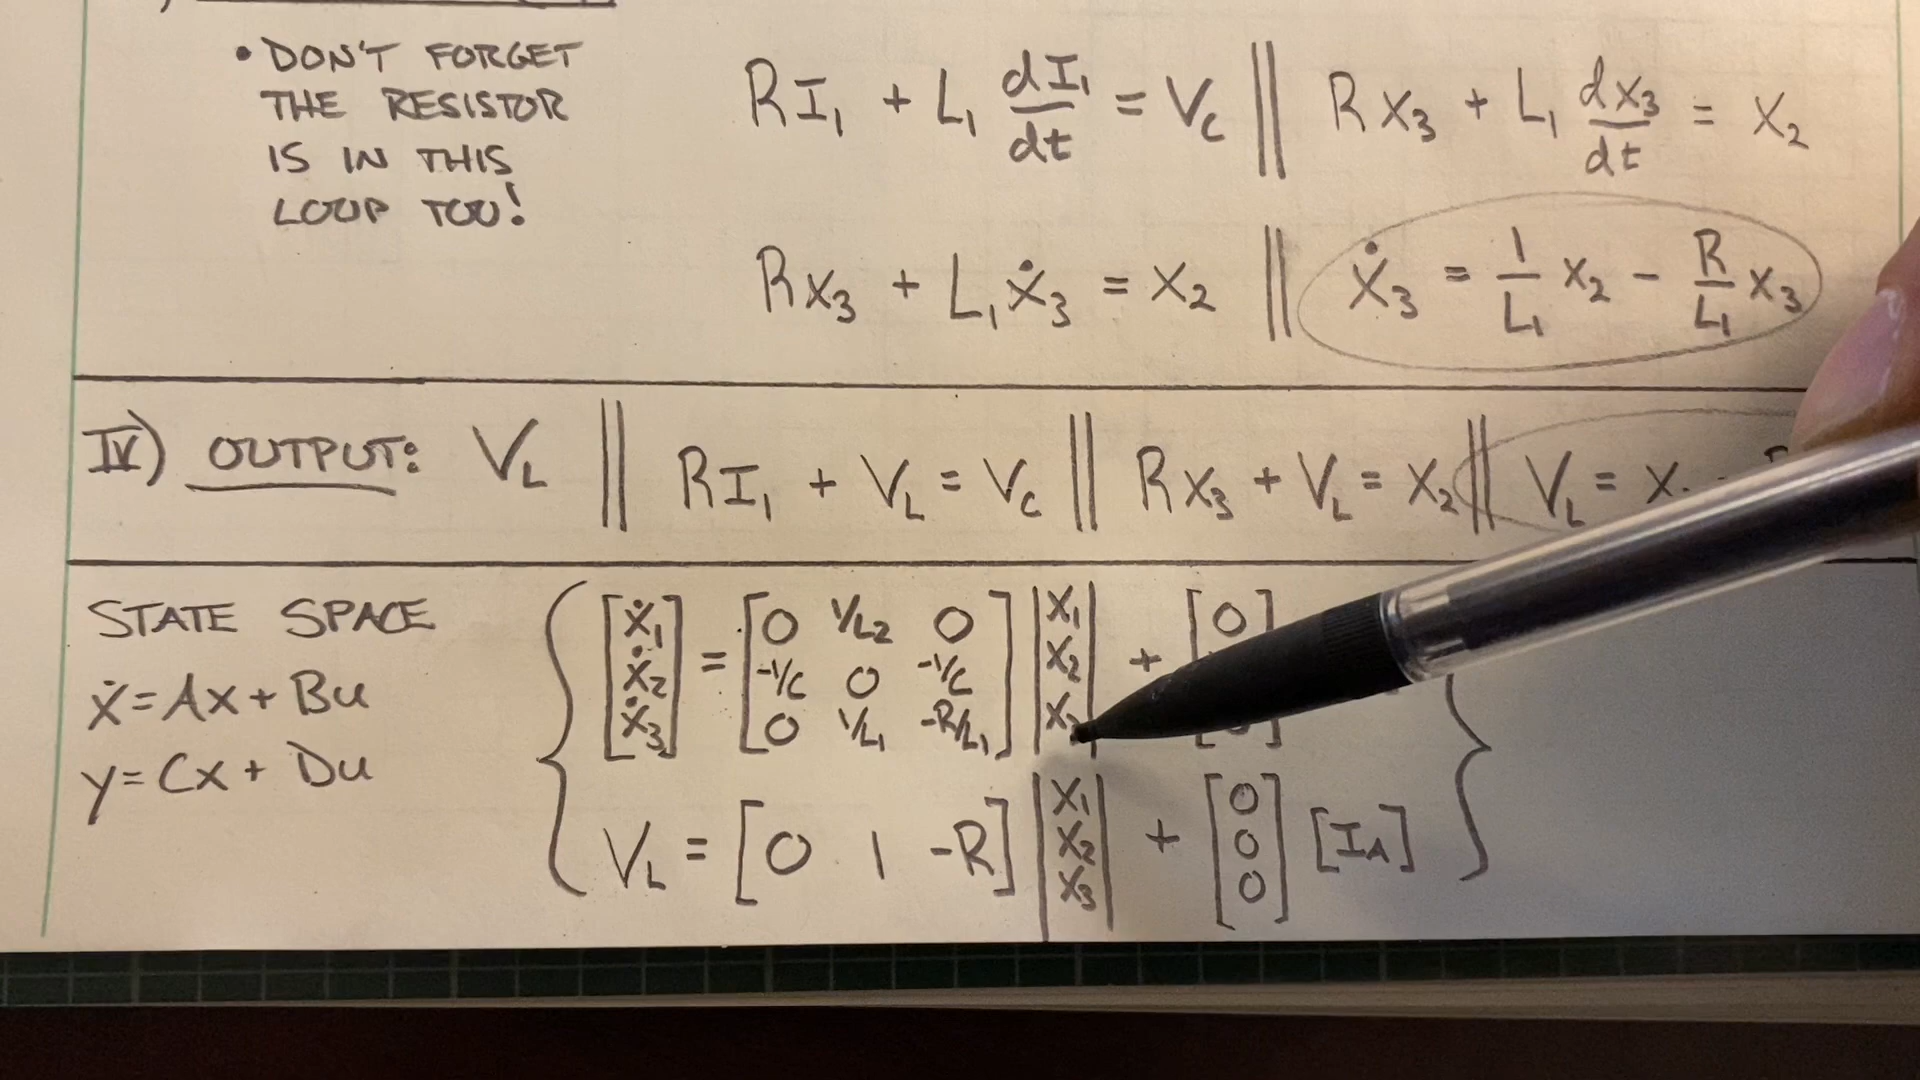 • DON'T FORGET
THE RESISTOR
IS IN THIS
LOOP TOO!
RI₁ + L₁ dI₁/dt = V_C || Rx₃ + L₁ dx₃/dt = x₂
Rx₃ + L₁ẋ₃ = x₂ || ẋ₃ = 1/L₁ x₂ - R/L₁ x₃
IV) OUTPUT: V_L || RI₁ + V_L = V_C || Rx₃ + V_L = x₂ || V_L = x
STATE SPACE
ẋ = Ax + Bu
y = Cx + Du
[ẋ₁ ẋ₂ ẋ₃] = [0 1/L2 0
-1/C 0 -1/C
0 1/L₁ -R/L₁] |x₁ x₂ x₃| + [0
V_L = [0 1 -R] |x₁ x₂ x₃| + [0 0 0] [I_A]